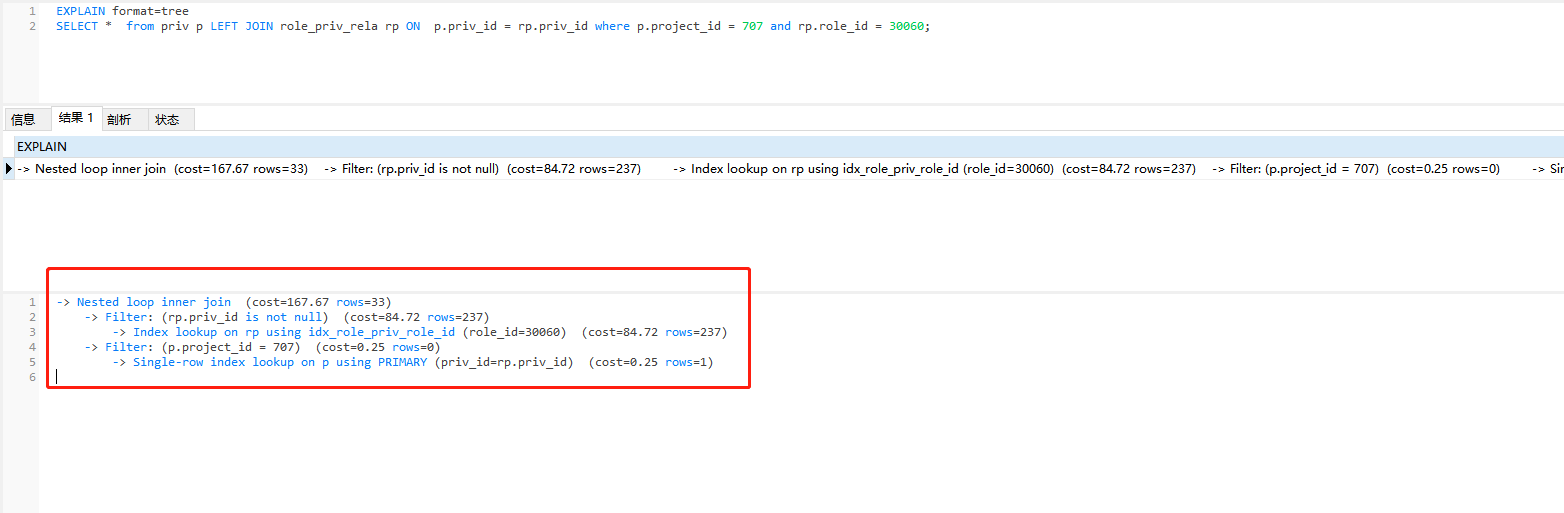 1 EXPLAIN format=tree
2 SELECT *  from priv p LEFT JOIN role_priv_rela rp ON  p.priv_id = rp.priv_id where p.project_id = 707 and rp.role_id = 30060;
信息 结果 1 剖析 状态
EXPLAIN
-> Nested loop inner join  (cost=167.67 rows=33)    -> Filter: (rp.priv_id is not null)  (cost=84.72 rows=237)        -> Index lookup on rp using idx_role_priv_role_id (role_id=30060)  (cost=84.72 rows=237)    -> Filter: (p.project_id = 707)  (cost=0.25 rows=0)        -> Sin
1 -> Nested loop inner join  (cost=167.67 rows=33)
2     -> Filter: (rp.priv_id is not null)  (cost=84.72 rows=237)
3         -> Index lookup on rp using idx_role_priv_role_id (role_id=30060)  (cost=84.72 rows=237)
4     -> Filter: (p.project_id = 707)  (cost=0.25 rows=0)
5         -> Single-row index lookup on p using PRIMARY (priv_id=rp.priv_id)  (cost=0.25 rows=1)
6